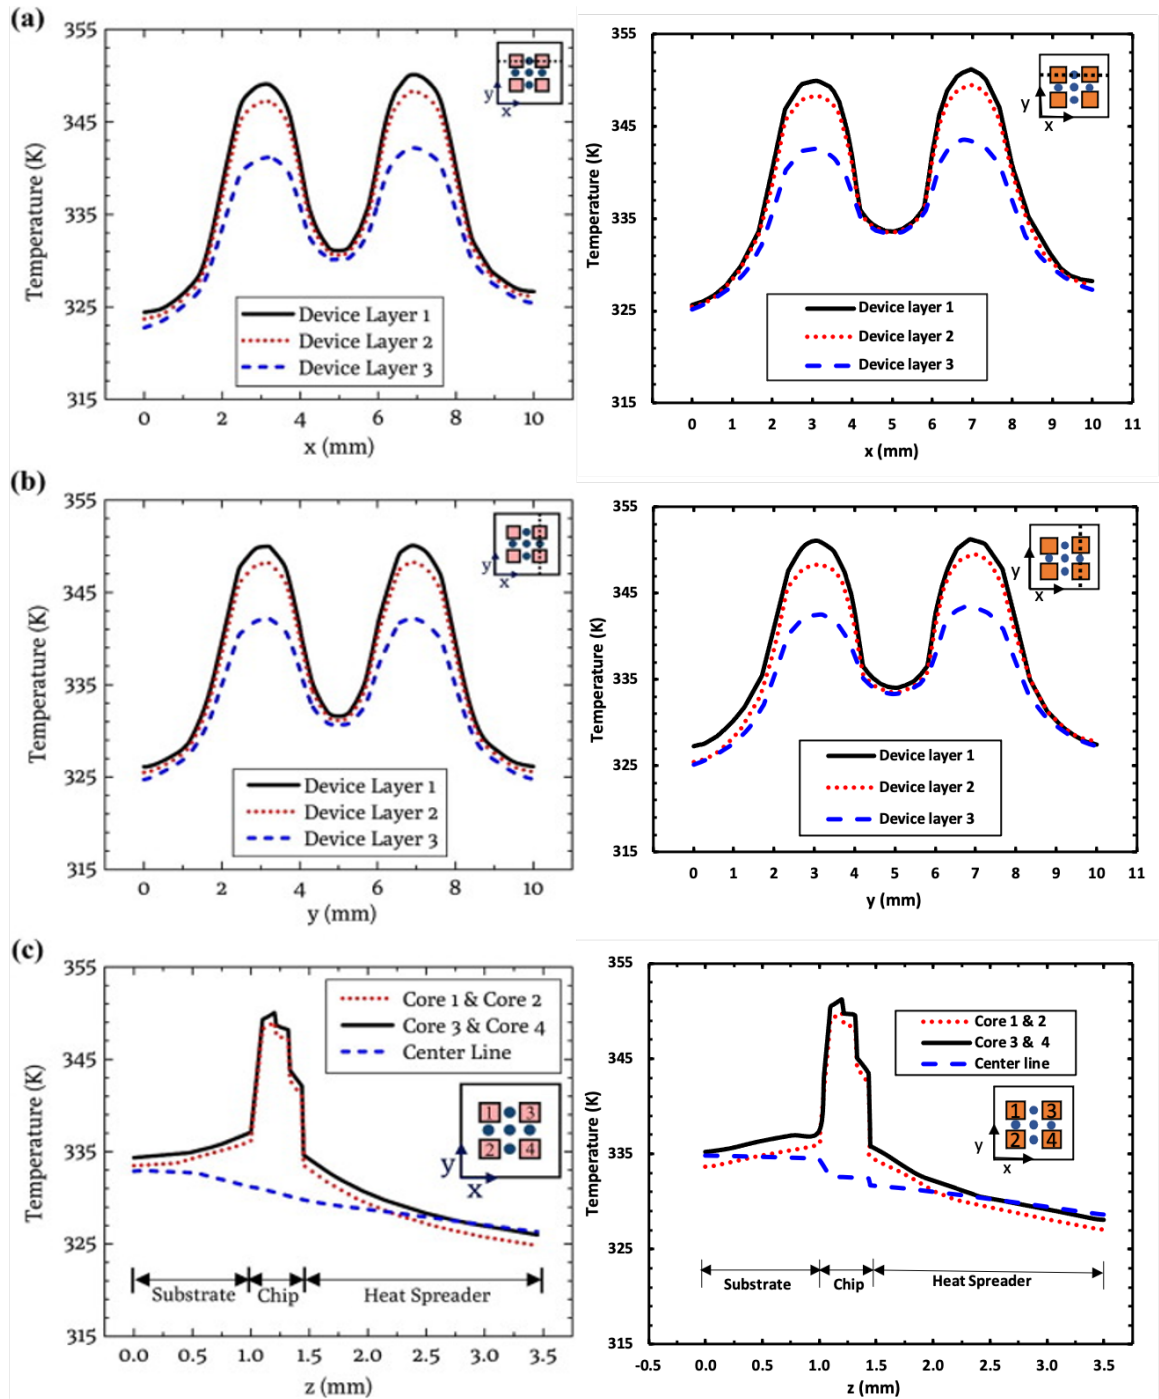 (a)
355
345
335
325
315
Temperature (K)
y
x
Device Layer 1
Device Layer 2
Device Layer 3
0 2 4 6 8 10
x (mm)
355
345
335
325
315
Temperature (K)
y
x
Device layer 1
Device layer 2
Device layer 3
0 1 2 3 4 5 6 7 8 9 10 11
x (mm)
(b)
355
345
335
325
315
Temperature (K)
y
x
Device Layer 1
Device Layer 2
Device Layer 3
0 2 4 6 8 10
y (mm)
355
345
335
325
315
Temperature (K)
y
x
Device layer 1
Device layer 2
Device layer 3
0 1 2 3 4 5 6 7 8 9 10 11
y (mm)
(c)
355
345
335
325
315
Temperature (K)
Core 1 & Core 2
Core 3 & Core 4
Center Line
1 3
2 4
y
x
Substrate Chip Heat Spreader
0.0 0.5 1.0 1.5 2.0 2.5 3.0 3.5
z (mm)
355
345
335
325
315
Temperature (K)
Core 1 & 2
Core 3 & 4
Center line
1 3
2 4
y
x
Substrate Chip Heat Spreader
-0.5 0.0 0.5 1.0 1.5 2.0 2.5 3.0 3.5
z (mm)